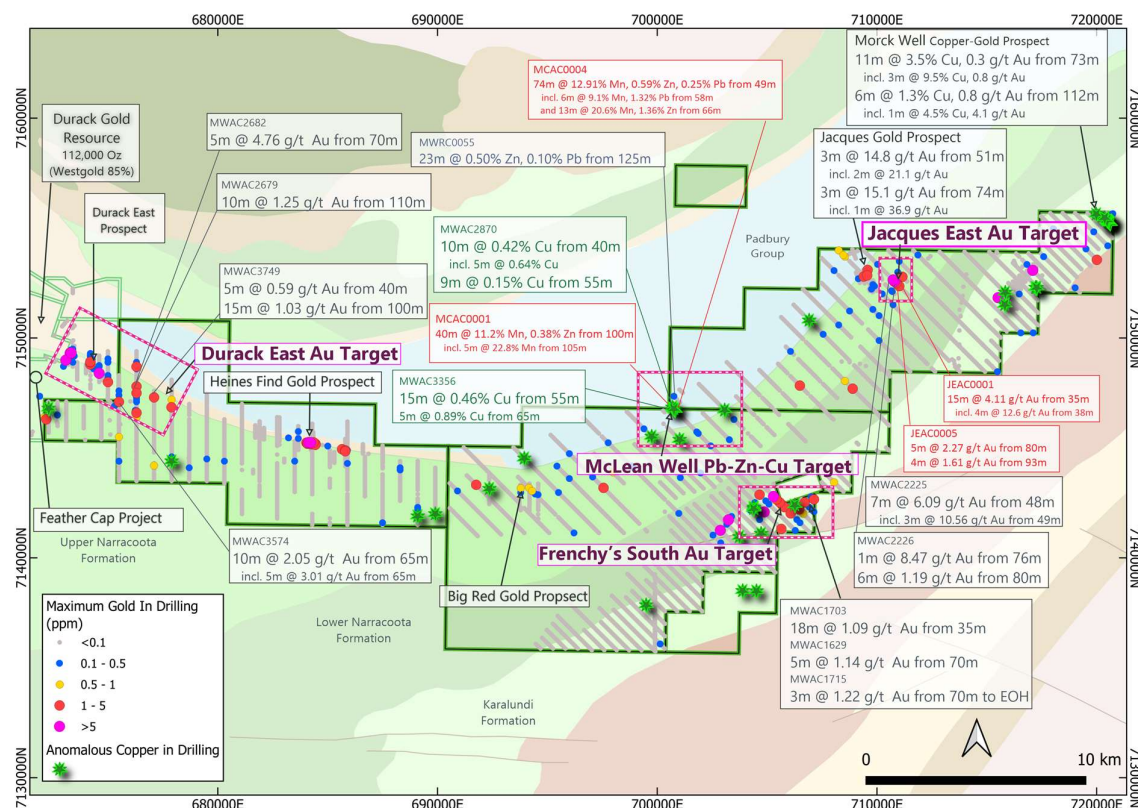 680000E
690000E
700000E
710000E
720000E
7160000N
7150000N
7140000N
7130000N
7160000N
7150000N
7140000N
7130000N
680000E
690000E
700000E
710000E
720000E
Durack Gold
Resource
112,000 Oz
(Westgold 85%)
Durack East
Prospect
MWAC2682
5m @ 4.76 g/t Au from 70m
MWAC2679
10m @ 1.25 g/t Au from 110m
MWAC3749
5m @ 0.59 g/t Au from 40m
15m @ 1.03 g/t Au from 100m
MCAC0004
74m @ 12.91% Mn, 0.59% Zn, 0.25% Pb from 49m
incl. 6m @ 9.1% Mn, 1.32% Pb from 58m
and 13m @ 20.6% Mn, 1.36% Zn from 66m
MWRC0055
23m @ 0.50% Zn, 0.10% Pb from 125m
MWAC2870
10m @ 0.42% Cu from 40m
incl. 5m @ 0.64% Cu
9m @ 0.15% Cu from 55m
MCAC0001
40m @ 11.2% Mn, 0.38% Zn from 100m
incl. 5m @ 22.8% Mn from 105m
MWAC3356
15m @ 0.46% Cu from 55m
5m @ 0.89% Cu from 65m
Morck Well Copper-Gold Prospect
11m @ 3.5% Cu, 0.3 g/t Au from 73m
incl. 3m @ 9.5% Cu, 0.8 g/t Au
6m @ 1.3% Cu, 0.8 g/t Au from 112m
incl. 1m @ 4.5% Cu, 4.1 g/t Au
Jacques Gold Prospect
3m @ 14.8 g/t Au from 51m
incl. 2m @ 21.1 g/t Au
3m @ 15.1 g/t Au from 74m
incl. 1m @ 36.9 g/t Au
Padbury
Group
Jacques East Au Target
Durack East Au Target
Heines Find Gold Prospect
McLean Well Pb-Zn-Cu Target
Frenchy's South Au Target
Big Red Gold Propsect
Feather Cap Project
Upper Narracoota
Formation
MWAC3574
10m @ 2.05 g/t Au from 65m
incl. 5m @ 3.01 g/t Au from 65m
JEAC0001
15m @ 4.11 g/t Au from 35m
incl. 4m @ 12.6 g/t Au from 38m
JEAC0005
5m @ 2.27 g/t Au from 80m
4m @ 1.61 g/t Au from 93m
MWAC2225
7m @ 6.09 g/t Au from 48m
incl. 3m @ 10.56 g/t Au from 49m
MWAC2226
1m @ 8.47 g/t Au from 76m
6m @ 1.19 g/t Au from 80m
MWAC1703
18m @ 1.09 g/t Au from 35m
MWAC1629
5m @ 1.14 g/t Au from 70m
MWAC1715
3m @ 1.22 g/t Au from 70m to EOH
Lower Narracoota
Formation
Karalundi
Formation
Maximum Gold In Drilling
(ppm)
<0.1
0.1 - 0.5
0.5 - 1
1 - 5
>5
Anomalous Copper in Drilling
0
10 km